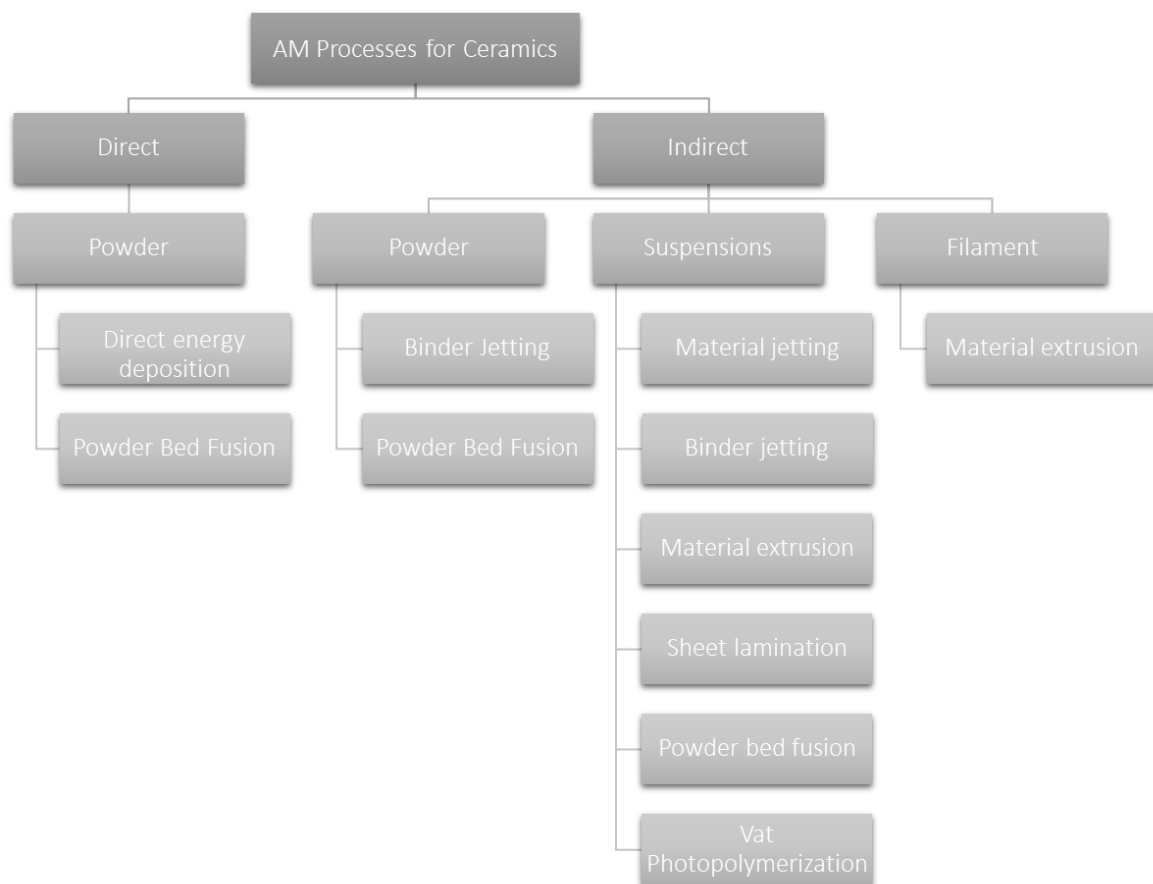 AM Processes for Ceramics
Direct
Indirect
Powder
Powder
Suspensions
Filament
Direct energy
deposition
Binder Jetting
Material jetting
Material extrusion
Powder Bed Fusion
Powder Bed Fusion
Binder jetting
Material extrusion
Sheet lamination
Powder bed fusion
Vat
Photopolymerization